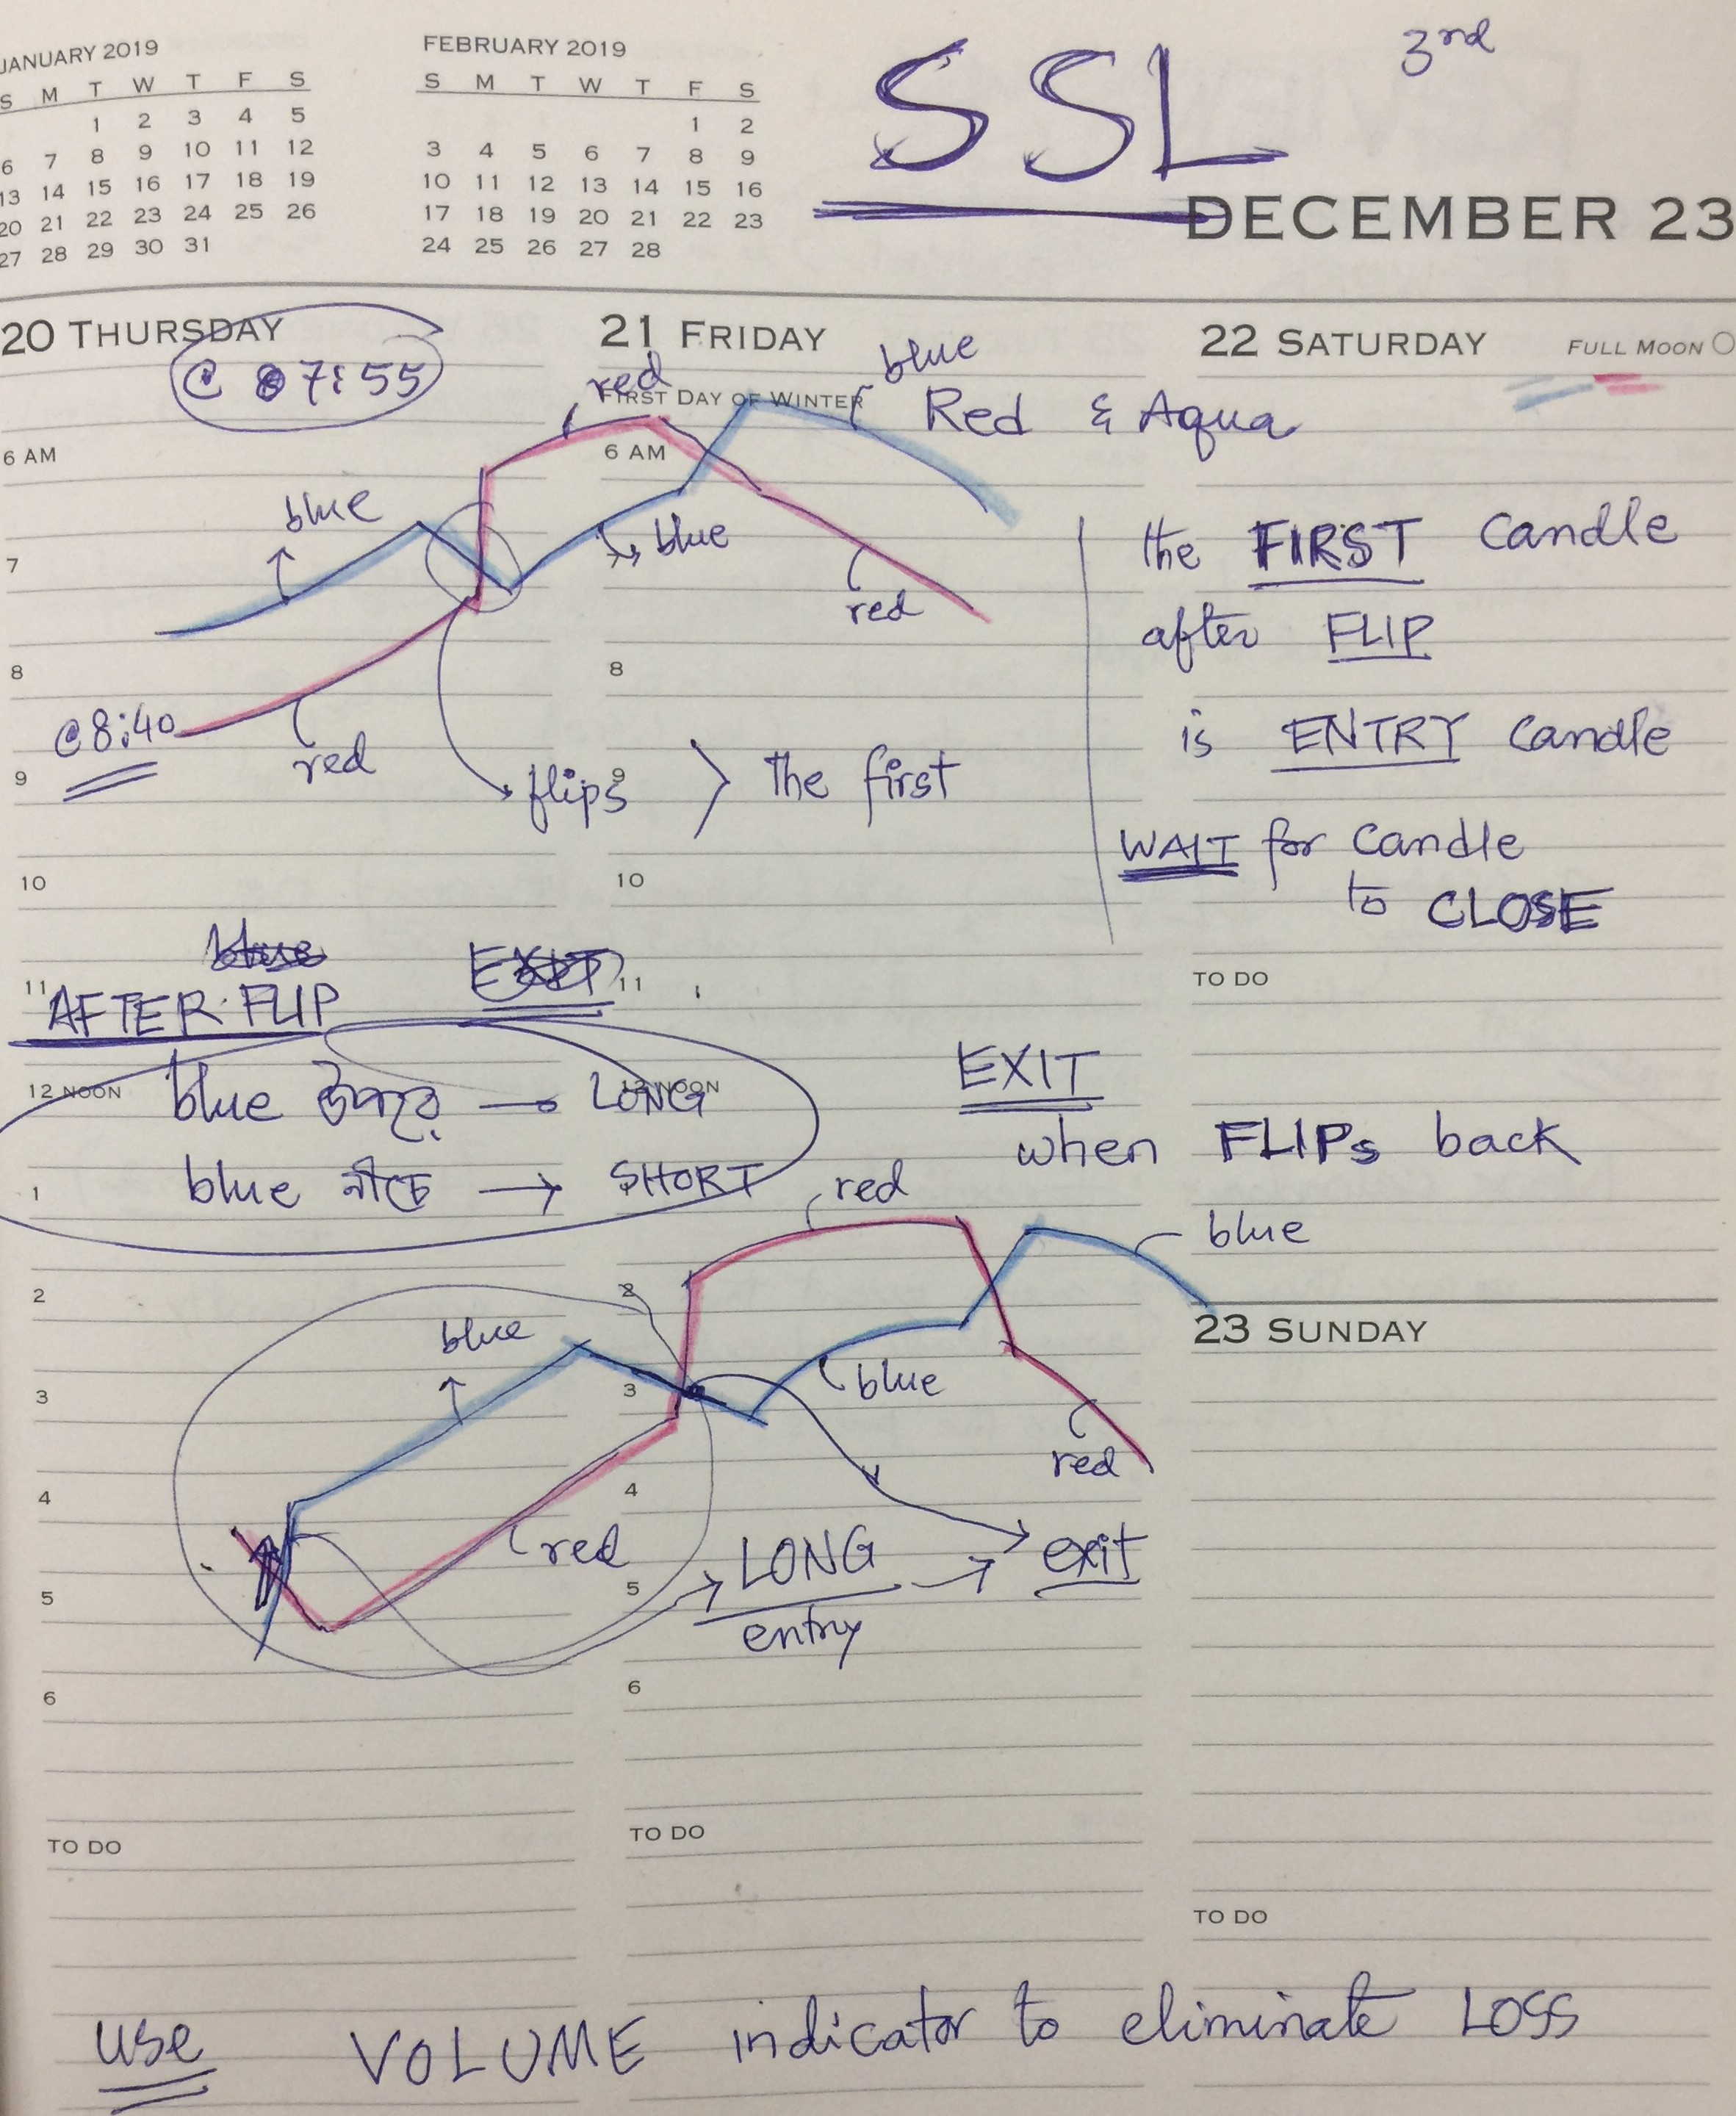 JANUARY 2019
S M T W T F S
1 2 3 4 5
6 7 8 9 10 11 12
13 14 15 16 17 18 19
20 21 22 23 24 25 26
27 28 29 30 31
FEBRUARY 2019
S M T W T F S
1 2
3 4 5 6 7 8 9
10 11 12 13 14 15 16
17 18 19 20 21 22 23
24 25 26 27 28
SSL
3rd
DECEMBER 23
20 THURSDAY
@ 07:55
21 FRIDAY
FIRST DAY OF WINTER
22 SATURDAY
FULL MOON
red
blue
Red & Aqua
6 AM
6 AM
blue
blue
red
7
8
8
@8:40
red
9
9
flips
The first
the FIRST candle
after FLIP
is ENTRY candle
WAIT for candle
to CLOSE
10
10
TO DO
blue
EXIT
11
11
AFTER FLIP
12 NOON
12 NOON
blue উপরে → LONG
1
blue নীচে → SHORT
EXIT
when FLIPs back
red
blue
2
2
23 SUNDAY
blue
3
3
blue
red
4
4
red
5
5
LONG
entry
exit
6
6
TO DO
TO DO
TO DO
use VOLUME indicator to eliminate LOSS